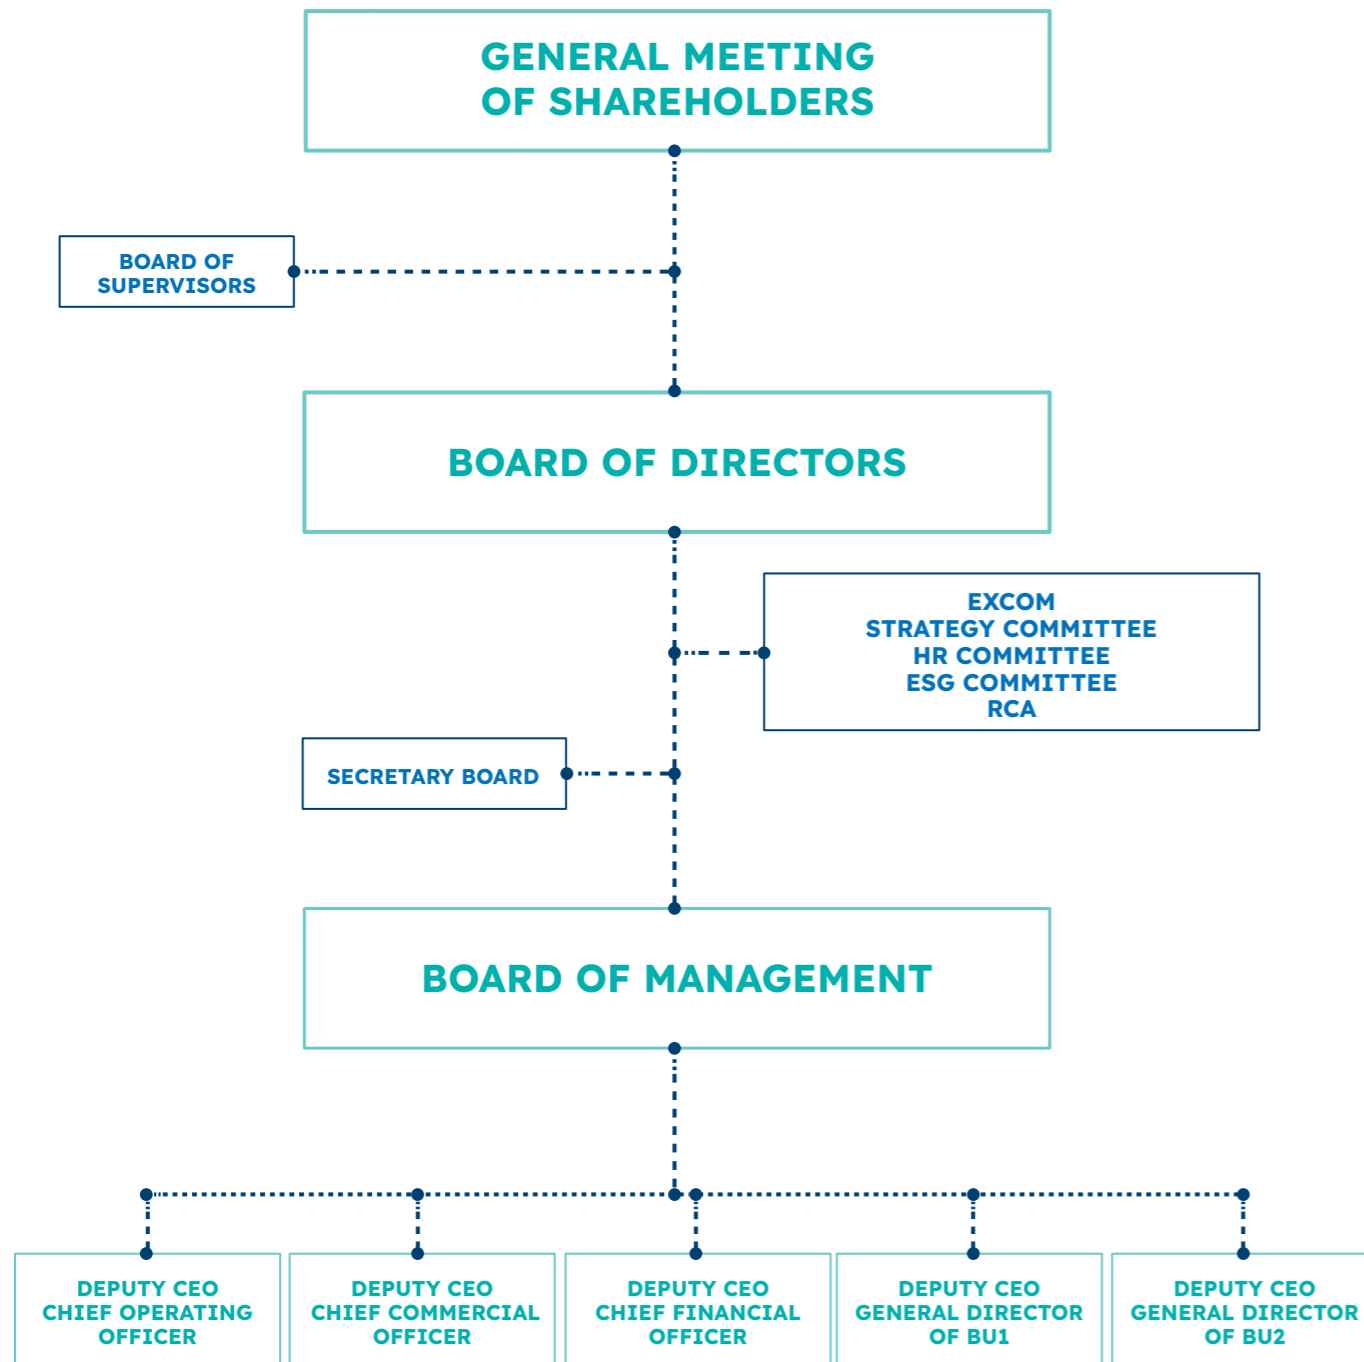 GENERAL MEETING
OF SHAREHOLDERS
BOARD OF
SUPERVISORS
BOARD OF DIRECTORS
EXCOM
STRATEGY COMMITTEE
HR COMMITTEE
ESG COMMITTEE
RCA
SECRETARY BOARD
BOARD OF MANAGEMENT
DEPUTY CEO
CHIEF OPERATING
OFFICER
DEPUTY CEO
CHIEF COMMERCIAL
OFFICER
DEPUTY CEO
CHIEF FINANCIAL
OFFICER
DEPUTY CEO
GENERAL DIRECTOR
OF BU1
DEPUTY CEO
GENERAL DIRECTOR
OF BU2